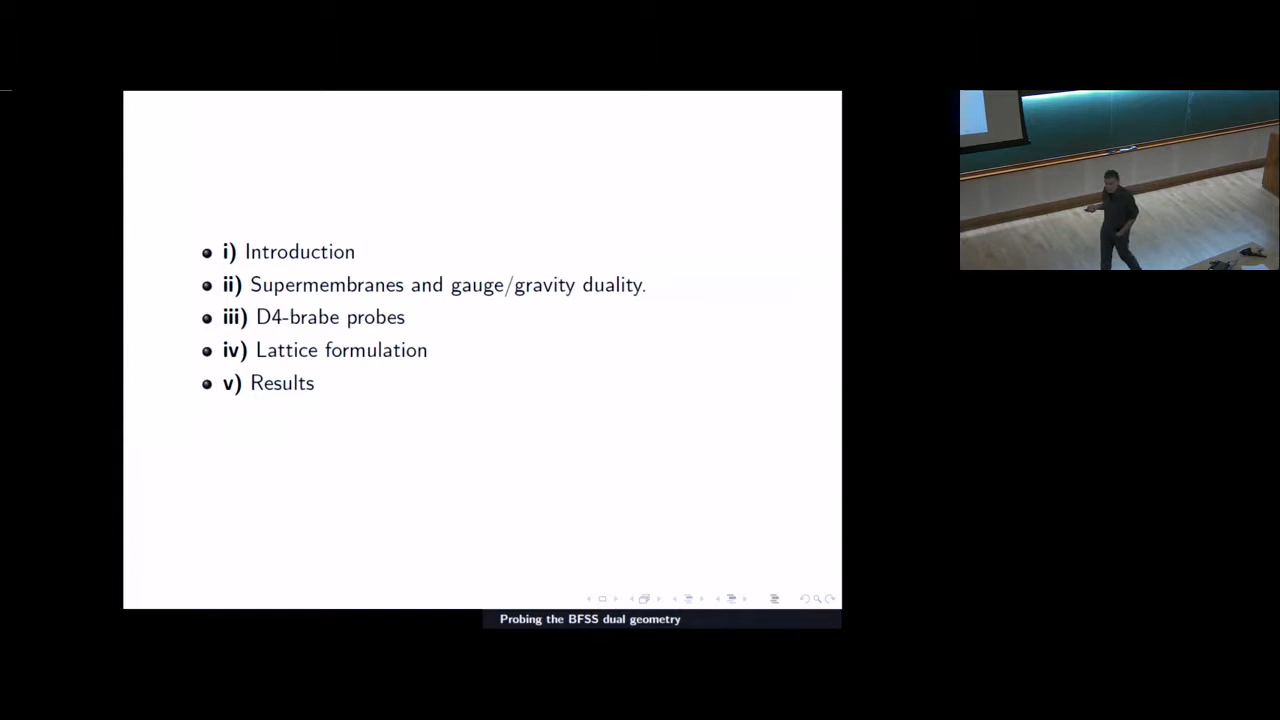 i) Introduction
ii) Supermembranes and gauge/gravity duality.
iii) D4-brabe probes
iv) Lattice formulation
v) Results
Probing the BFSS dual geometry